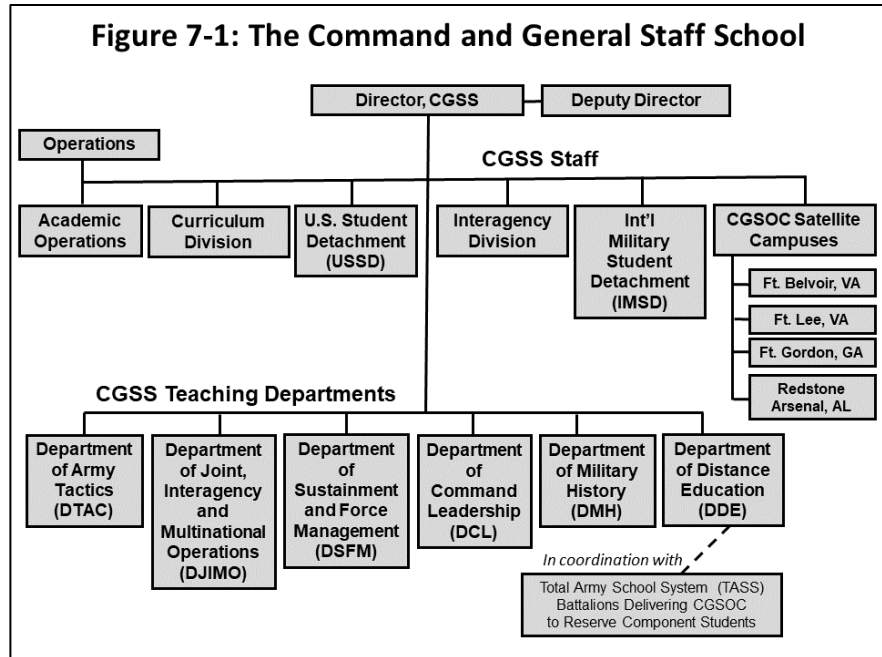 Figure 7-1: The Command and General Staff School
Director, CGSS
Deputy Director
Operations
CGSS Staff
Academic
Operations
Curriculum
Division
U.S. Student
Detachment
(USSD)
Interagency
Division
Int'l
Military
Student
Detachment
(IMSD)
CGSOC Satellite
Campuses
Ft. Belvoir, VA
Ft. Lee, VA
Ft. Gordon, GA
Redstone
Arsenal, AL
CGSS Teaching Departments
Department
of Army
Tactics
(DTAC)
Department
of Joint,
Interagency
and
Multinational
Operations
(DJIMO)
Department
of
Sustainment
and Force
Management
(DSFM)
Department
of
Command
Leadership
(DCL)
Department
of Military
History
(DMH)
Department
of Distance
Education
(DDE)
In coordination with
Total Army School System (TASS)
Battalions Delivering CGSOC
to Reserve Component Students